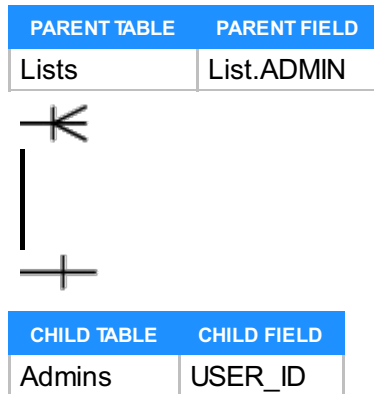 PARENT TABLE PARENT FIELD
Lists List.ADMIN
CHILD TABLE CHILD FIELD
Admins USER_ID